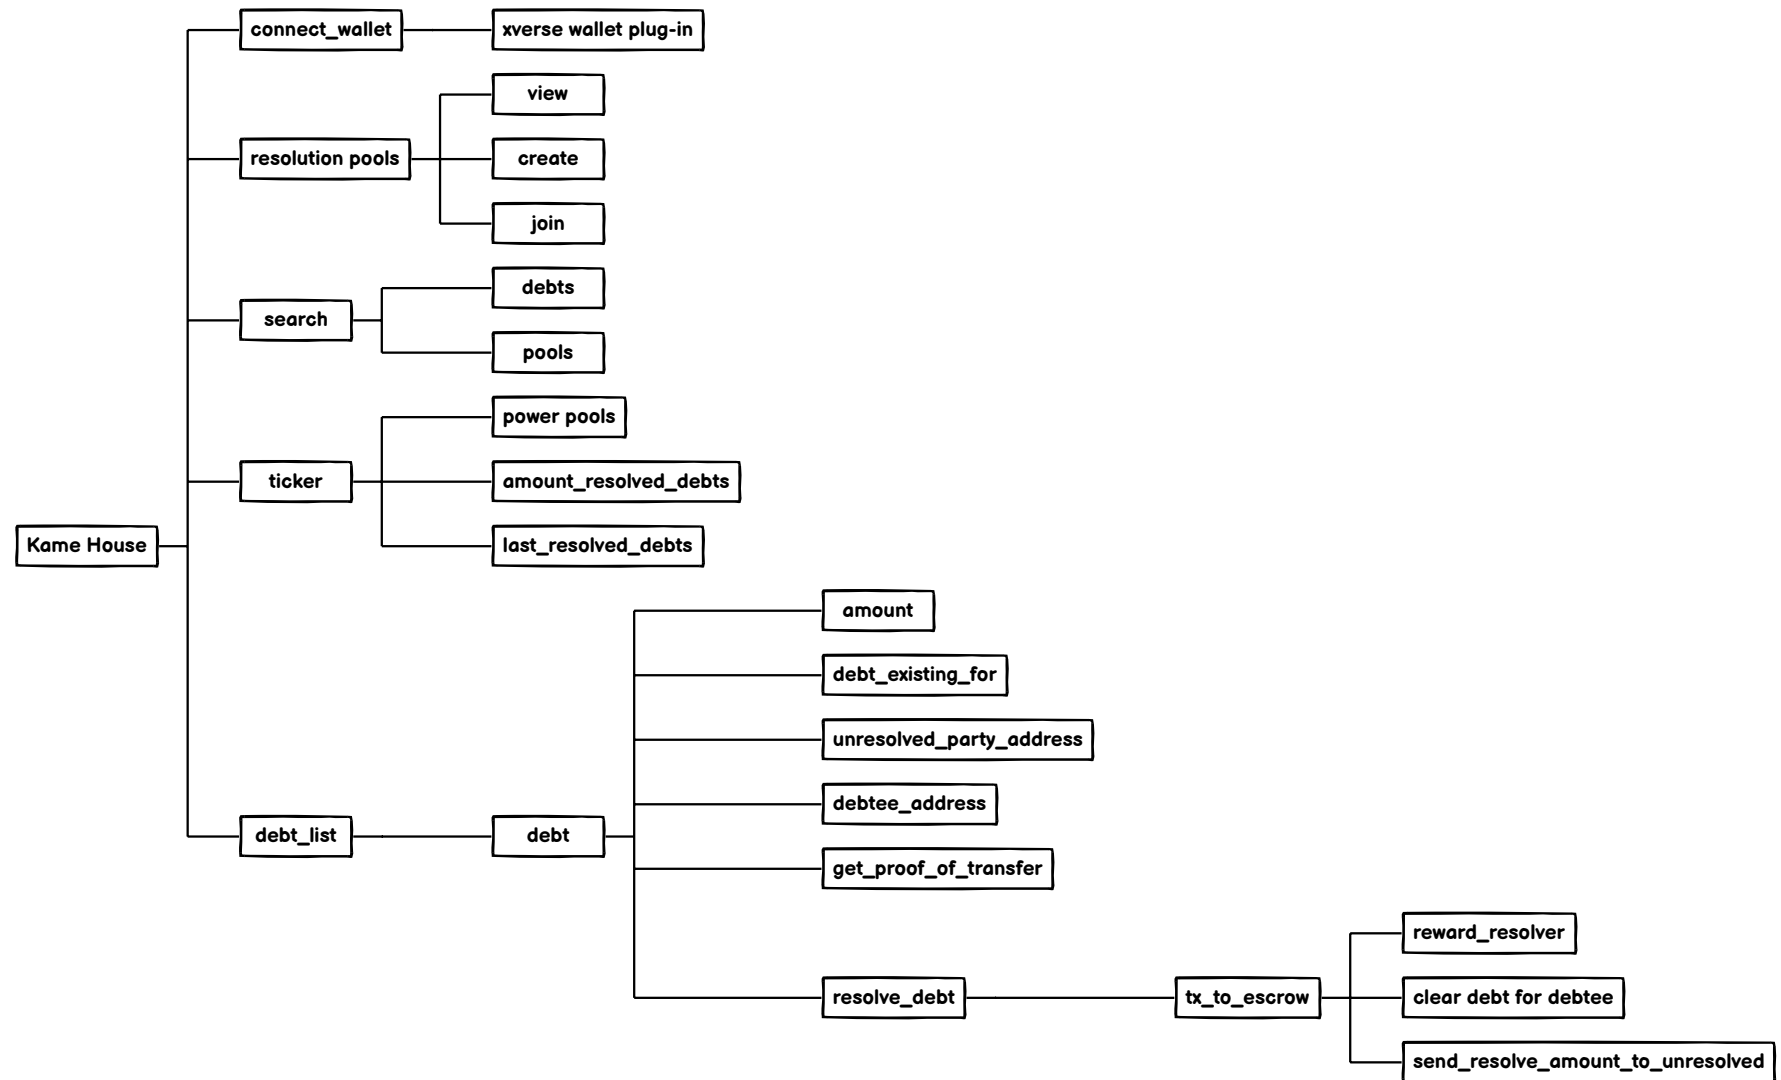 connect_wallet
xverse wallet plug-in
view
resolution pools
create
join
debts
search
pools
power pools
ticker
amount_resolved_debts
Kame House
last_resolved_debts
amount
debt_existing_for
unresolved_party_address
debtee_address
debt_list
debt
get_proof_of_transfer
reward_resolver
resolve_debt
tx_to_escrow
clear debt for debtee
send_resolve_amount_to_unresolved